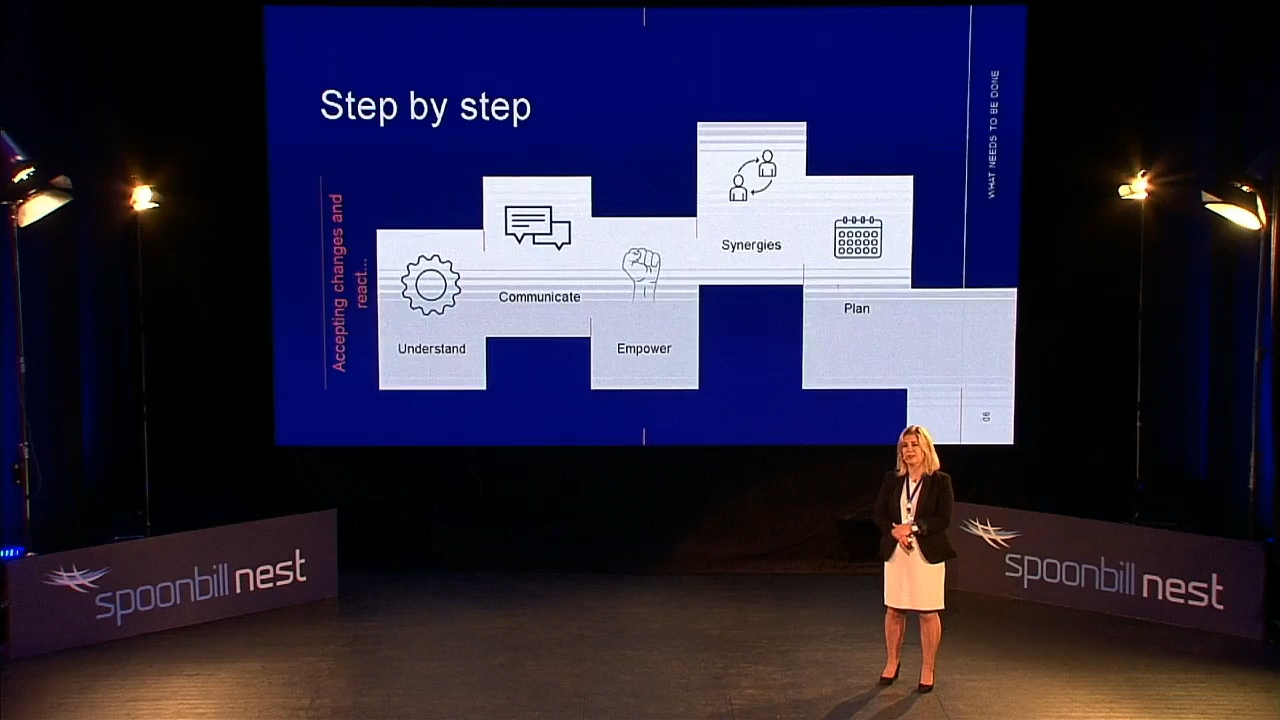 Step by step
WHAT NEEDS TO BE DONE
Accepting changes and
react...
Understand
Communicate
Empower
Synergies
Plan
06
spoonbill nest
spoonbill nest